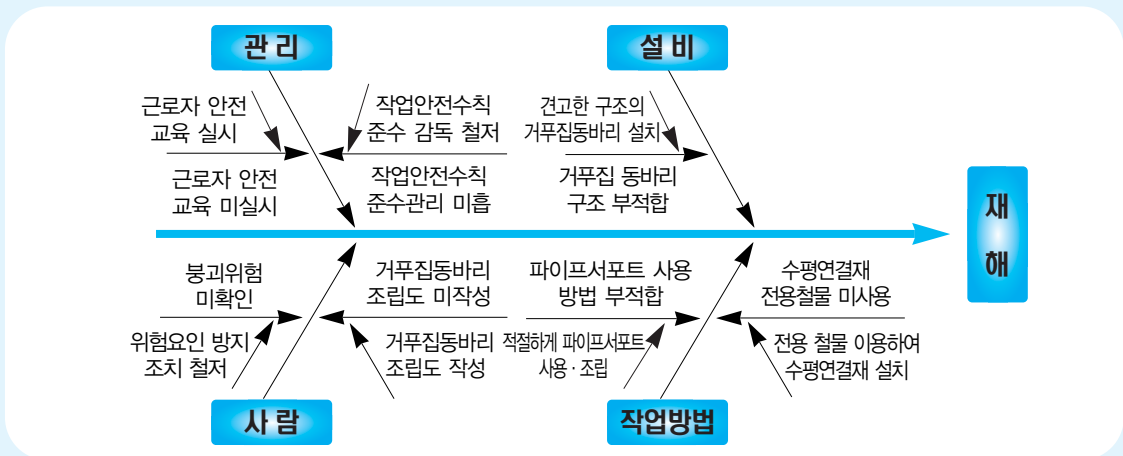 관리
설비
근로자 안전
교육 실시
작업안전수칙
준수 감독 철저
견고한 구조의
거푸집동바리 설치
근로자 안전
교육 미실시
작업안전수칙
준수관리 미흡
거푸집 동바리
구조 부적합
재
해
붕괴위험
미확인
거푸집동바리
조립도 미작성
파이프서포트 사용
방법 부적합
수평연결재
전용철물 미사용
위험요인 방지
조치 철저
거푸집동바리
조립도 작성
적절하게 파이프서포트
사용·조립
전용 철물 이용하여
수평연결재 설치
사람
작업방법